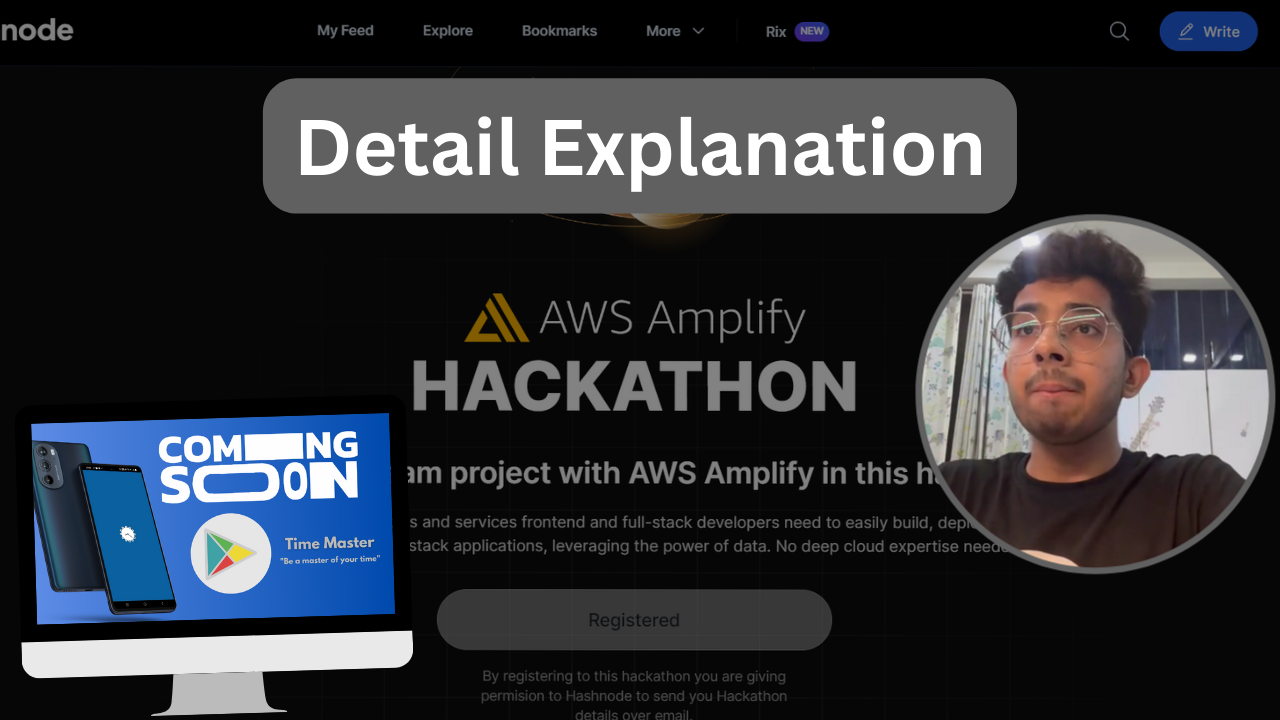 node
My Feed
Explore
Bookmarks
More
Rix
NEW
Write
Detail Explanation
AWS Amplify
HACKATHON
am project with AWS Amplify in this
s and services frontend and full-stack developers need to easily build,
stack applications, leveraging the power of data. No deep cloud expertise
Registered
By registering to this hackathon you are giving
permision to Hashnode to send you Hackathon
details over email.
COMING
SOON
Time Master
"Be a master of your time"